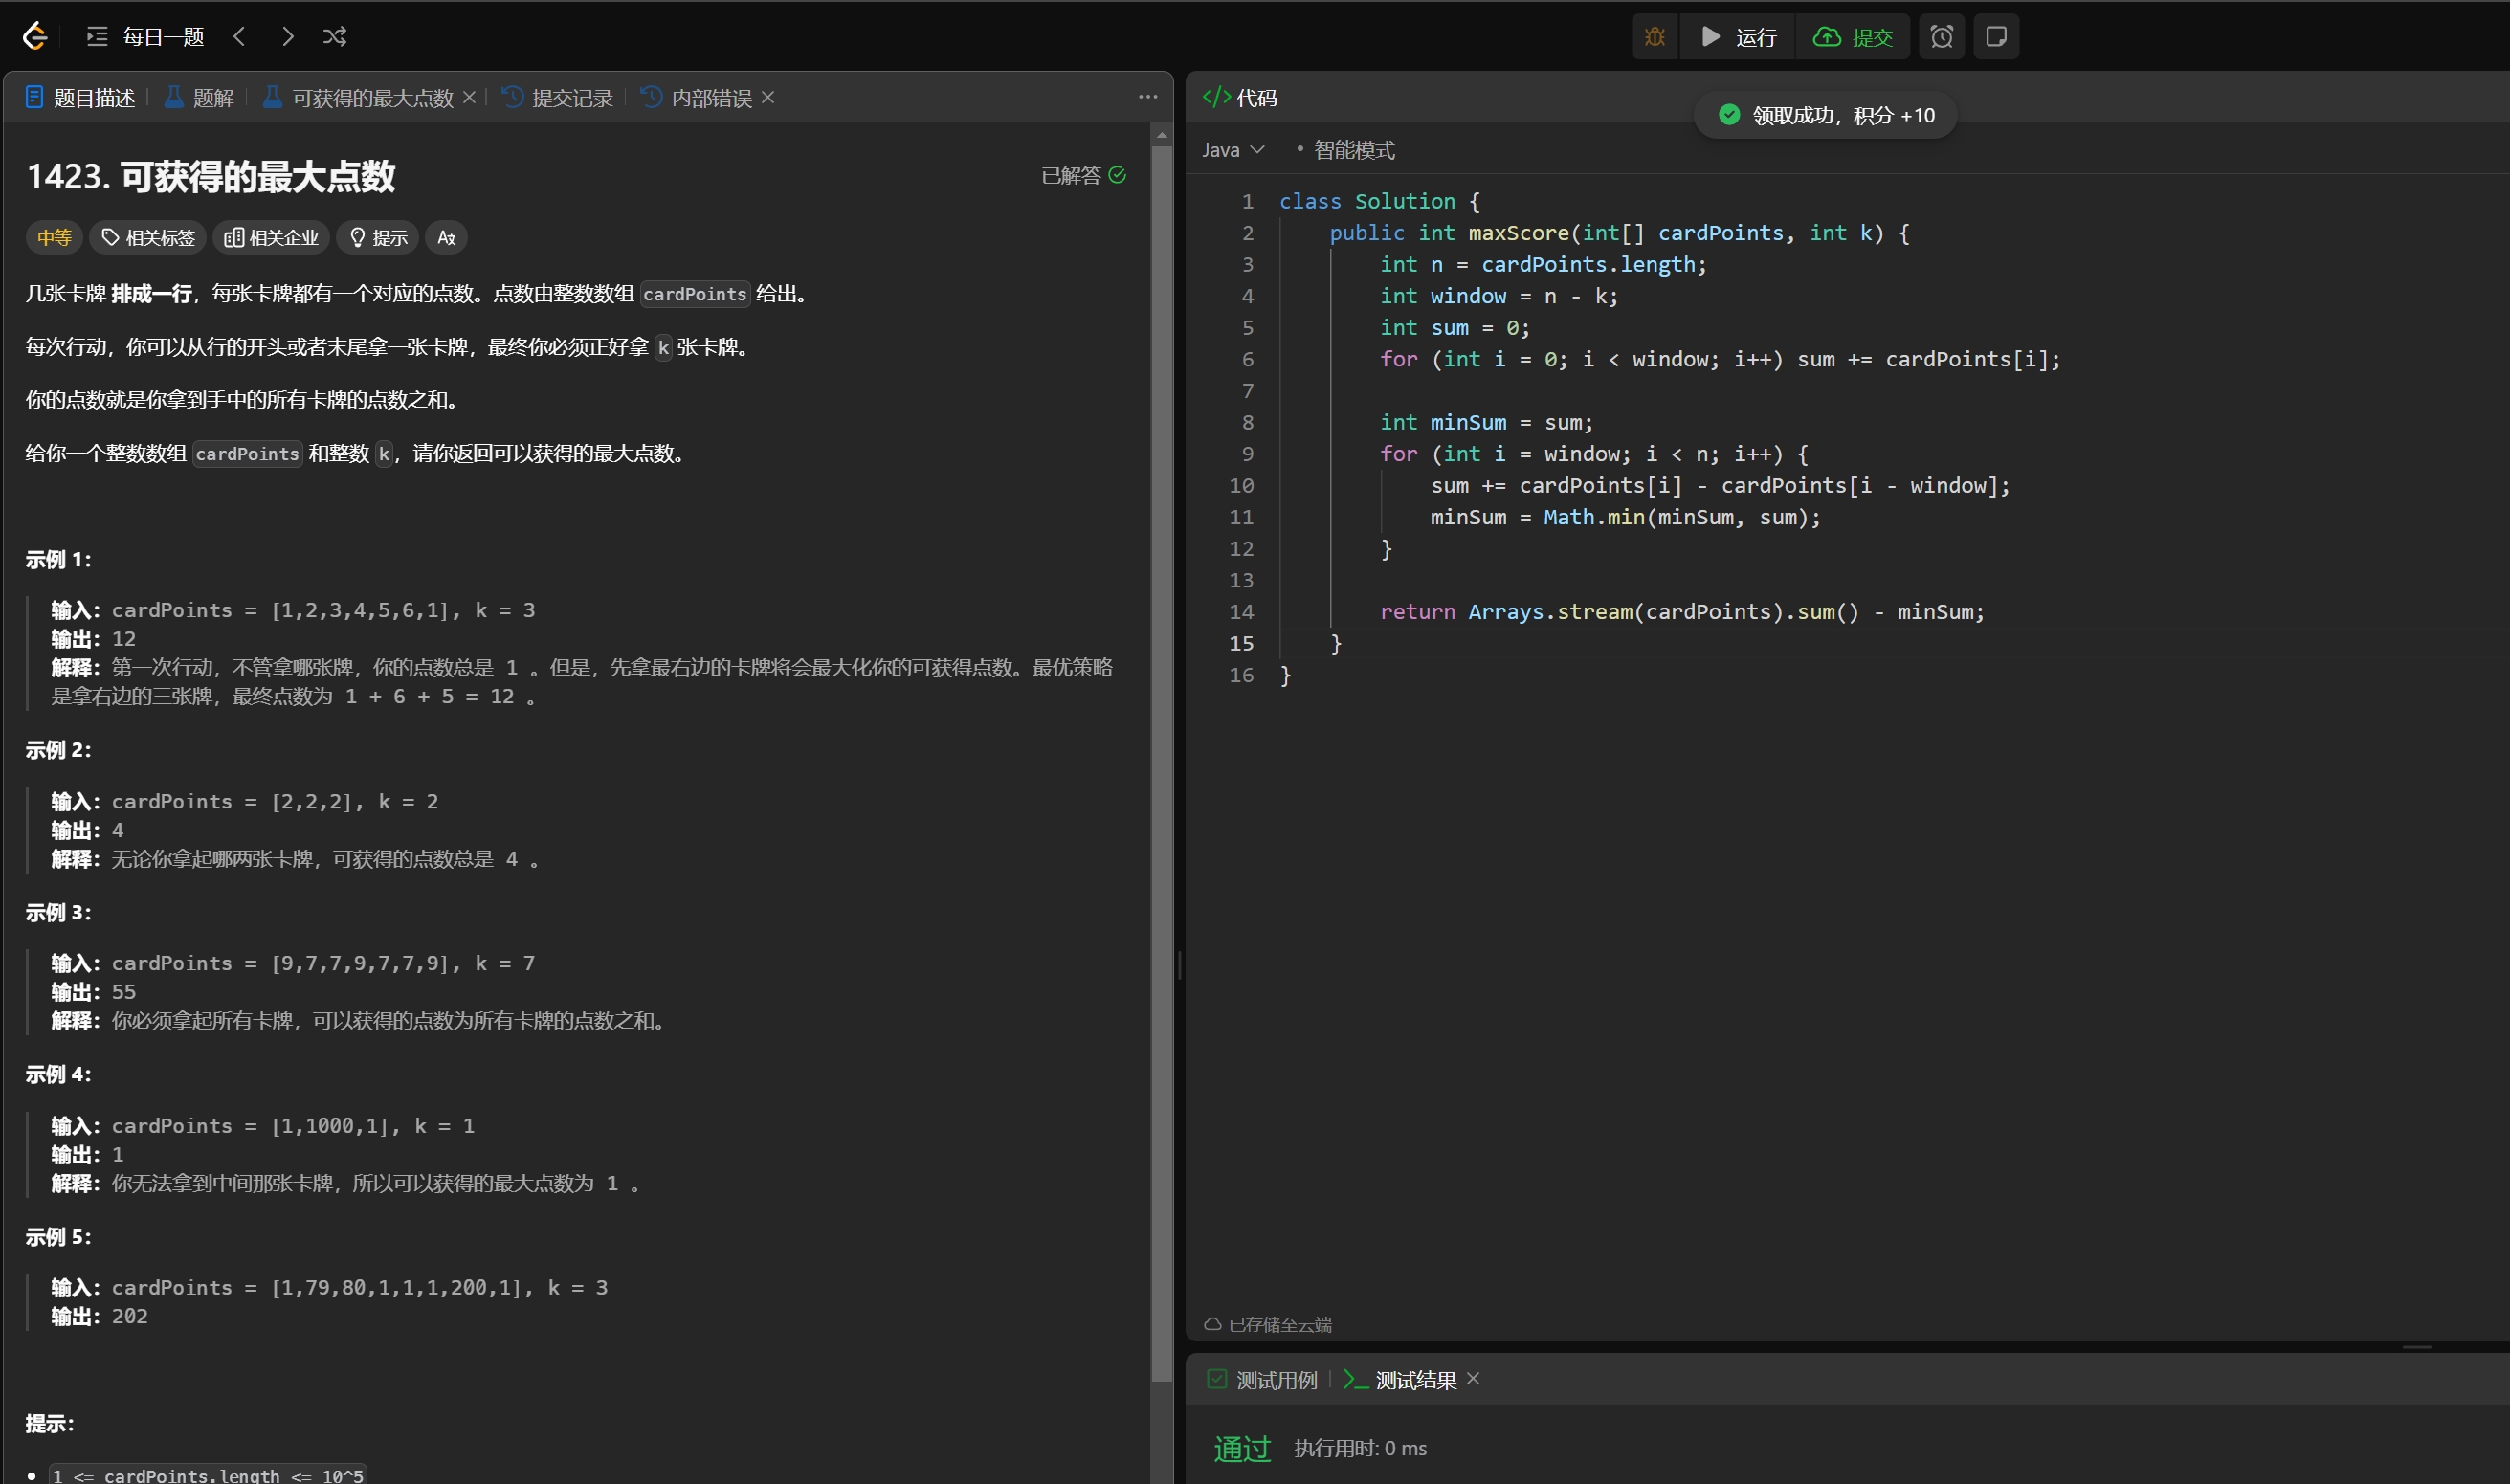 每日一题
运行
提交
题目描述
题解
可获得的最大点数
提交记录
内部错误
1423. 可获得的最大点数
已解答
中等
相关标签
相关企业
提示
几张卡牌 排成一行，每张卡牌都有一个对应的点数。点数由整数数组 cardPoints 给出。
每次行动，你可以从行的开头或者末尾拿一张卡牌，最终你必须正好拿 k 张卡牌。
你的点数就是你拿到手中的所有卡牌的点数之和。
给你一个整数数组 cardPoints 和整数 k，请你返回可以获得的最大点数。
示例 1：
输入：cardPoints = [1,2,3,4,5,6,1], k = 3
输出：12
解释：第一次行动，不管拿哪张牌，你的点数总是 1 。但是，先拿最右边的卡牌将会最大化你的可获得点数。最优策略
是拿右边的三张牌，最终点数为 1 + 6 + 5 = 12 。
示例 2：
输入：cardPoints = [2,2,2], k = 2
输出：4
解释：无论你拿起哪两张卡牌，可获得的点数总是 4 。
示例 3：
输入：cardPoints = [9,7,7,9,7,7,9], k = 7
输出：55
解释：你必须拿起所有卡牌，可以获得的点数为所有卡牌的点数之和。
示例 4：
输入：cardPoints = [1,1000,1], k = 1
输出：1
解释：你无法拿到中间那张卡牌，所以可以获得的最大点数为 1 。
示例 5：
输入：cardPoints = [1,79,80,1,1,1,200,1], k = 3
输出：202
提示：
• 1 <= cardPoints.length <= 10^5
</> 代码
领取成功，积分 +10
Java
• 智能模式
1 class Solution {
2 public int maxScore(int[] cardPoints, int k) {
3 int n = cardPoints.length;
4 int window = n - k;
5 int sum = 0;
6 for (int i = 0; i < window; i++) sum += cardPoints[i];
7
8 int minSum = sum;
9 for (int i = window; i < n; i++) {
10 sum += cardPoints[i] - cardPoints[i - window];
11 minSum = Math.min(minSum, sum);
12 }
13
14 return Arrays.stream(cardPoints).sum() - minSum;
15 }
16 }
已存储至云端
测试用例
测试结果
通过 执行用时: 0 ms